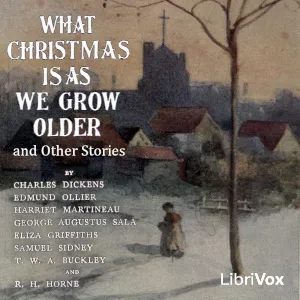 WHAT
CHRISTMAS
IS AS
WE GROW
OLDER
and Other Stories
BY
CHARLES DICKENS
EDMUND OLLIER
HARRIET MARTINEAU
GEORGE AUGUSTUS SALA
ELIZA GRIFFITHS
SAMUEL SIDNEY
T. W. A. BUCKLEY
AND
R. H. HORNE
LibriVox